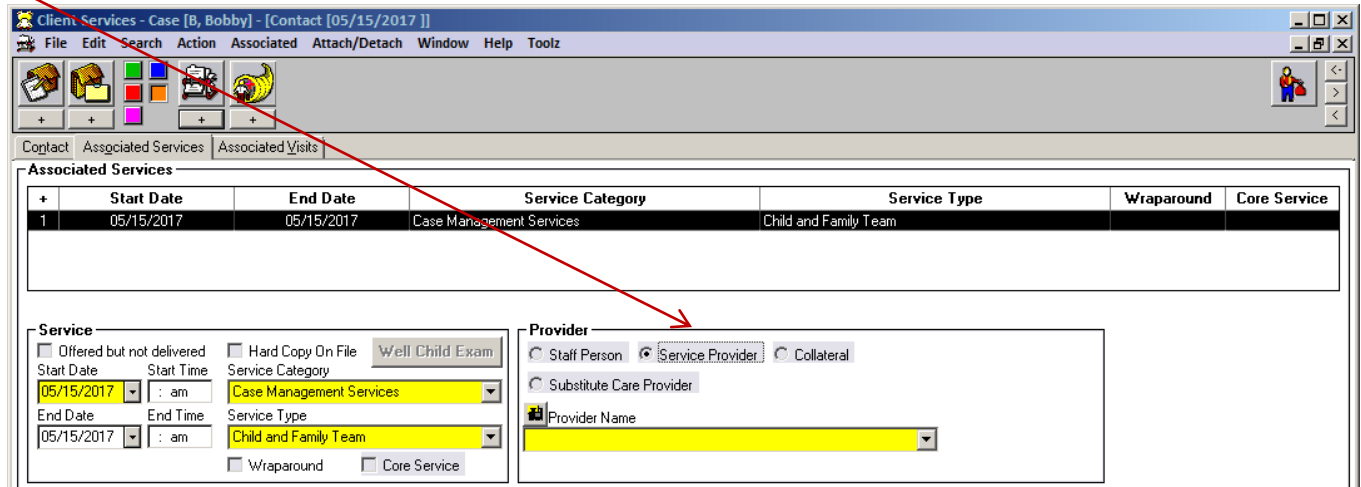 Client Services - Case [B, Bobby] - [Contact [05/15/2017 ]]
File Edit Search Action Associated Attach/Detach Window Help Toolz
+ + + +
Contact Associated Services Associated Visits
Associated Services
+ Start Date End Date Service Category Service Type Wraparound Core Service
1 05/15/2017 05/15/2017 Case Management Services Child and Family Team
Service
Offered but not delivered Hard Copy On File Well Child Exam
Start Date Start Time Service Category
05/15/2017 : am Case Management Services
End Date End Time Service Type
05/15/2017 : am Child and Family Team
Wraparound Core Service
Provider
Staff Person Service Provider Collateral
Substitute Care Provider
Provider Name